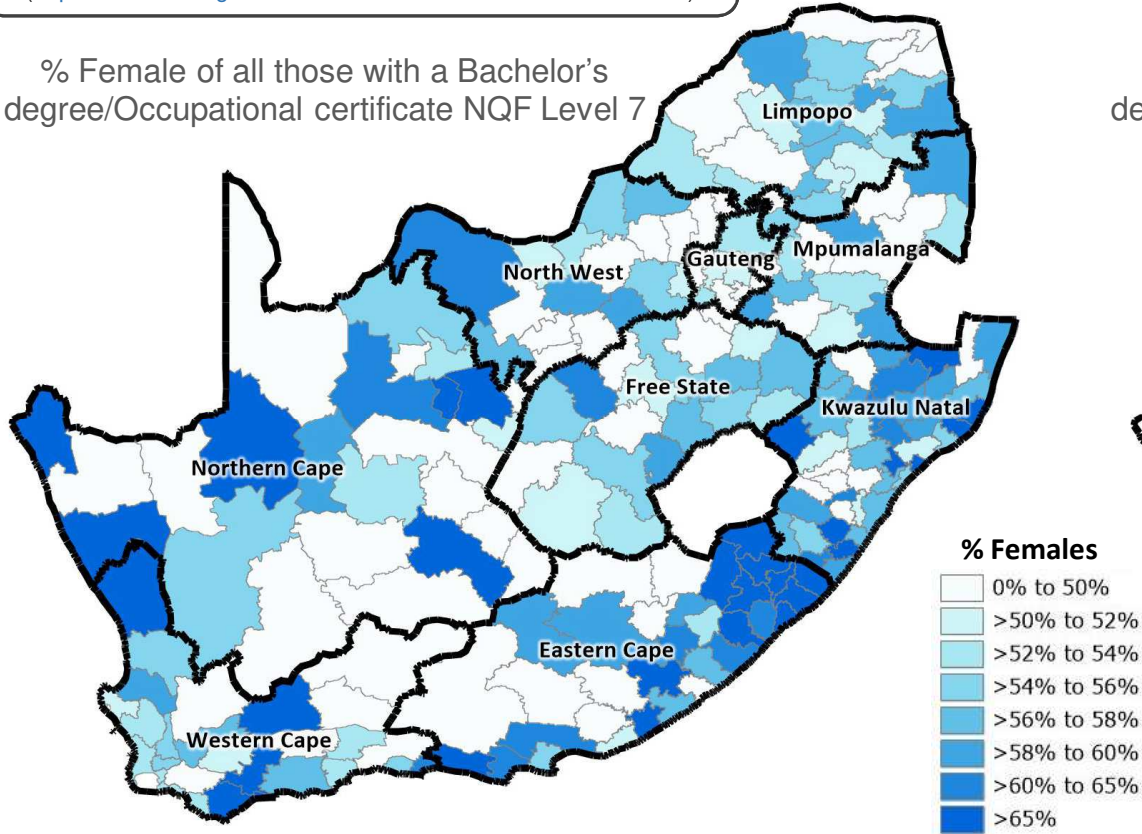 % Female of all those with a Bachelor's
degree/Occupational certificate NQF Level 7
Limpopo
Mpumalanga
Gauteng
North West
Free State
Kwazulu Natal
Northern Cape
Eastern Cape
Western Cape
% Females
0% to 50%
>50% to 52%
>52% to 54%
>54% to 56%
>56% to 58%
>58% to 60%
>60% to 65%
>65%
de